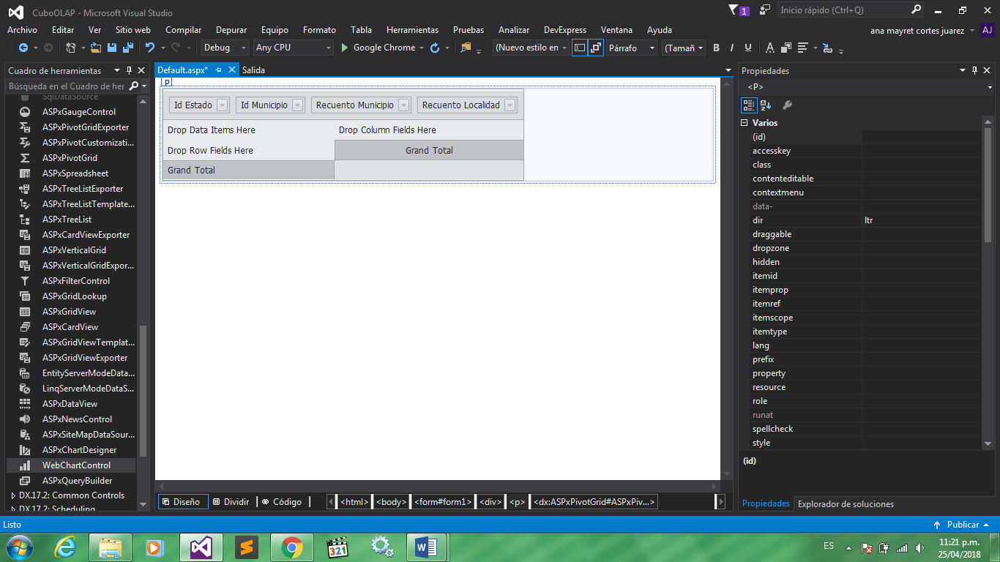 CuboOLAP - Microsoft Visual Studio
1
Inicio rápido (Ctrl+Q)
Archivo Editar Ver Sitio web Compilar Depurar Equipo Formato Tabla Herramientas Pruebas Analizar DevExpress Ventana Ayuda
ana mayret cortes juarez
AJ
Debug Any CPU Google Chrome (Nuevo estilo en Párrafo (Tamañ B I U A
Cuadro de herramientas
Búsqueda en el Cuadro de her
SqlDataSource
ASPxGaugeControl
ASPxPivotGridExporter
ASPxPivotCustomizati...
ASPxPivotGrid
ASPxSpreadsheet
ASPxTreeListExporter
ASPxTreeListTemplate...
ASPxTreeList
ASPxCardViewExporter
ASPxVerticalGrid
ASPxVerticalGridExpor...
ASPxFilterControl
ASPxGridLookup
ASPxGridView
ASPxCardView
ASPxGridViewTemplat...
ASPxGridViewExporter
EntityServerModeData...
LinqServerModeDataS...
ASPxDataView
ASPxNewsControl
ASPxSiteMapDataSour...
ASPxChartDesigner
WebChartControl
ASPxQueryBuilder
DX.17.2: Common Controls
DX.17.2: Scheduling
Default.aspx* Salida
p
Id Estado Id Municipio Recuento Municipio Recuento Localidad
Drop Data Items Here Drop Column Fields Here
Drop Row Fields Here Grand Total
Grand Total
Diseño Dividir Código <html> <body> <form#form1> <div> <p> <dx:ASPxPivotGrid#ASPxPiv...>
Propiedades
<P>
Varios
(id)
accesskey
class
contenteditable
contextmenu
data-
dir ltr
draggable
dropzone
hidden
itemid
itemprop
itemref
itemscope
itemtype
lang
prefix
property
resource
role
runat
spellcheck
style
(id)
Propiedades Explorador de soluciones
Listo
Publicar
321
W
ES
11:21 p.m.
25/04/2018